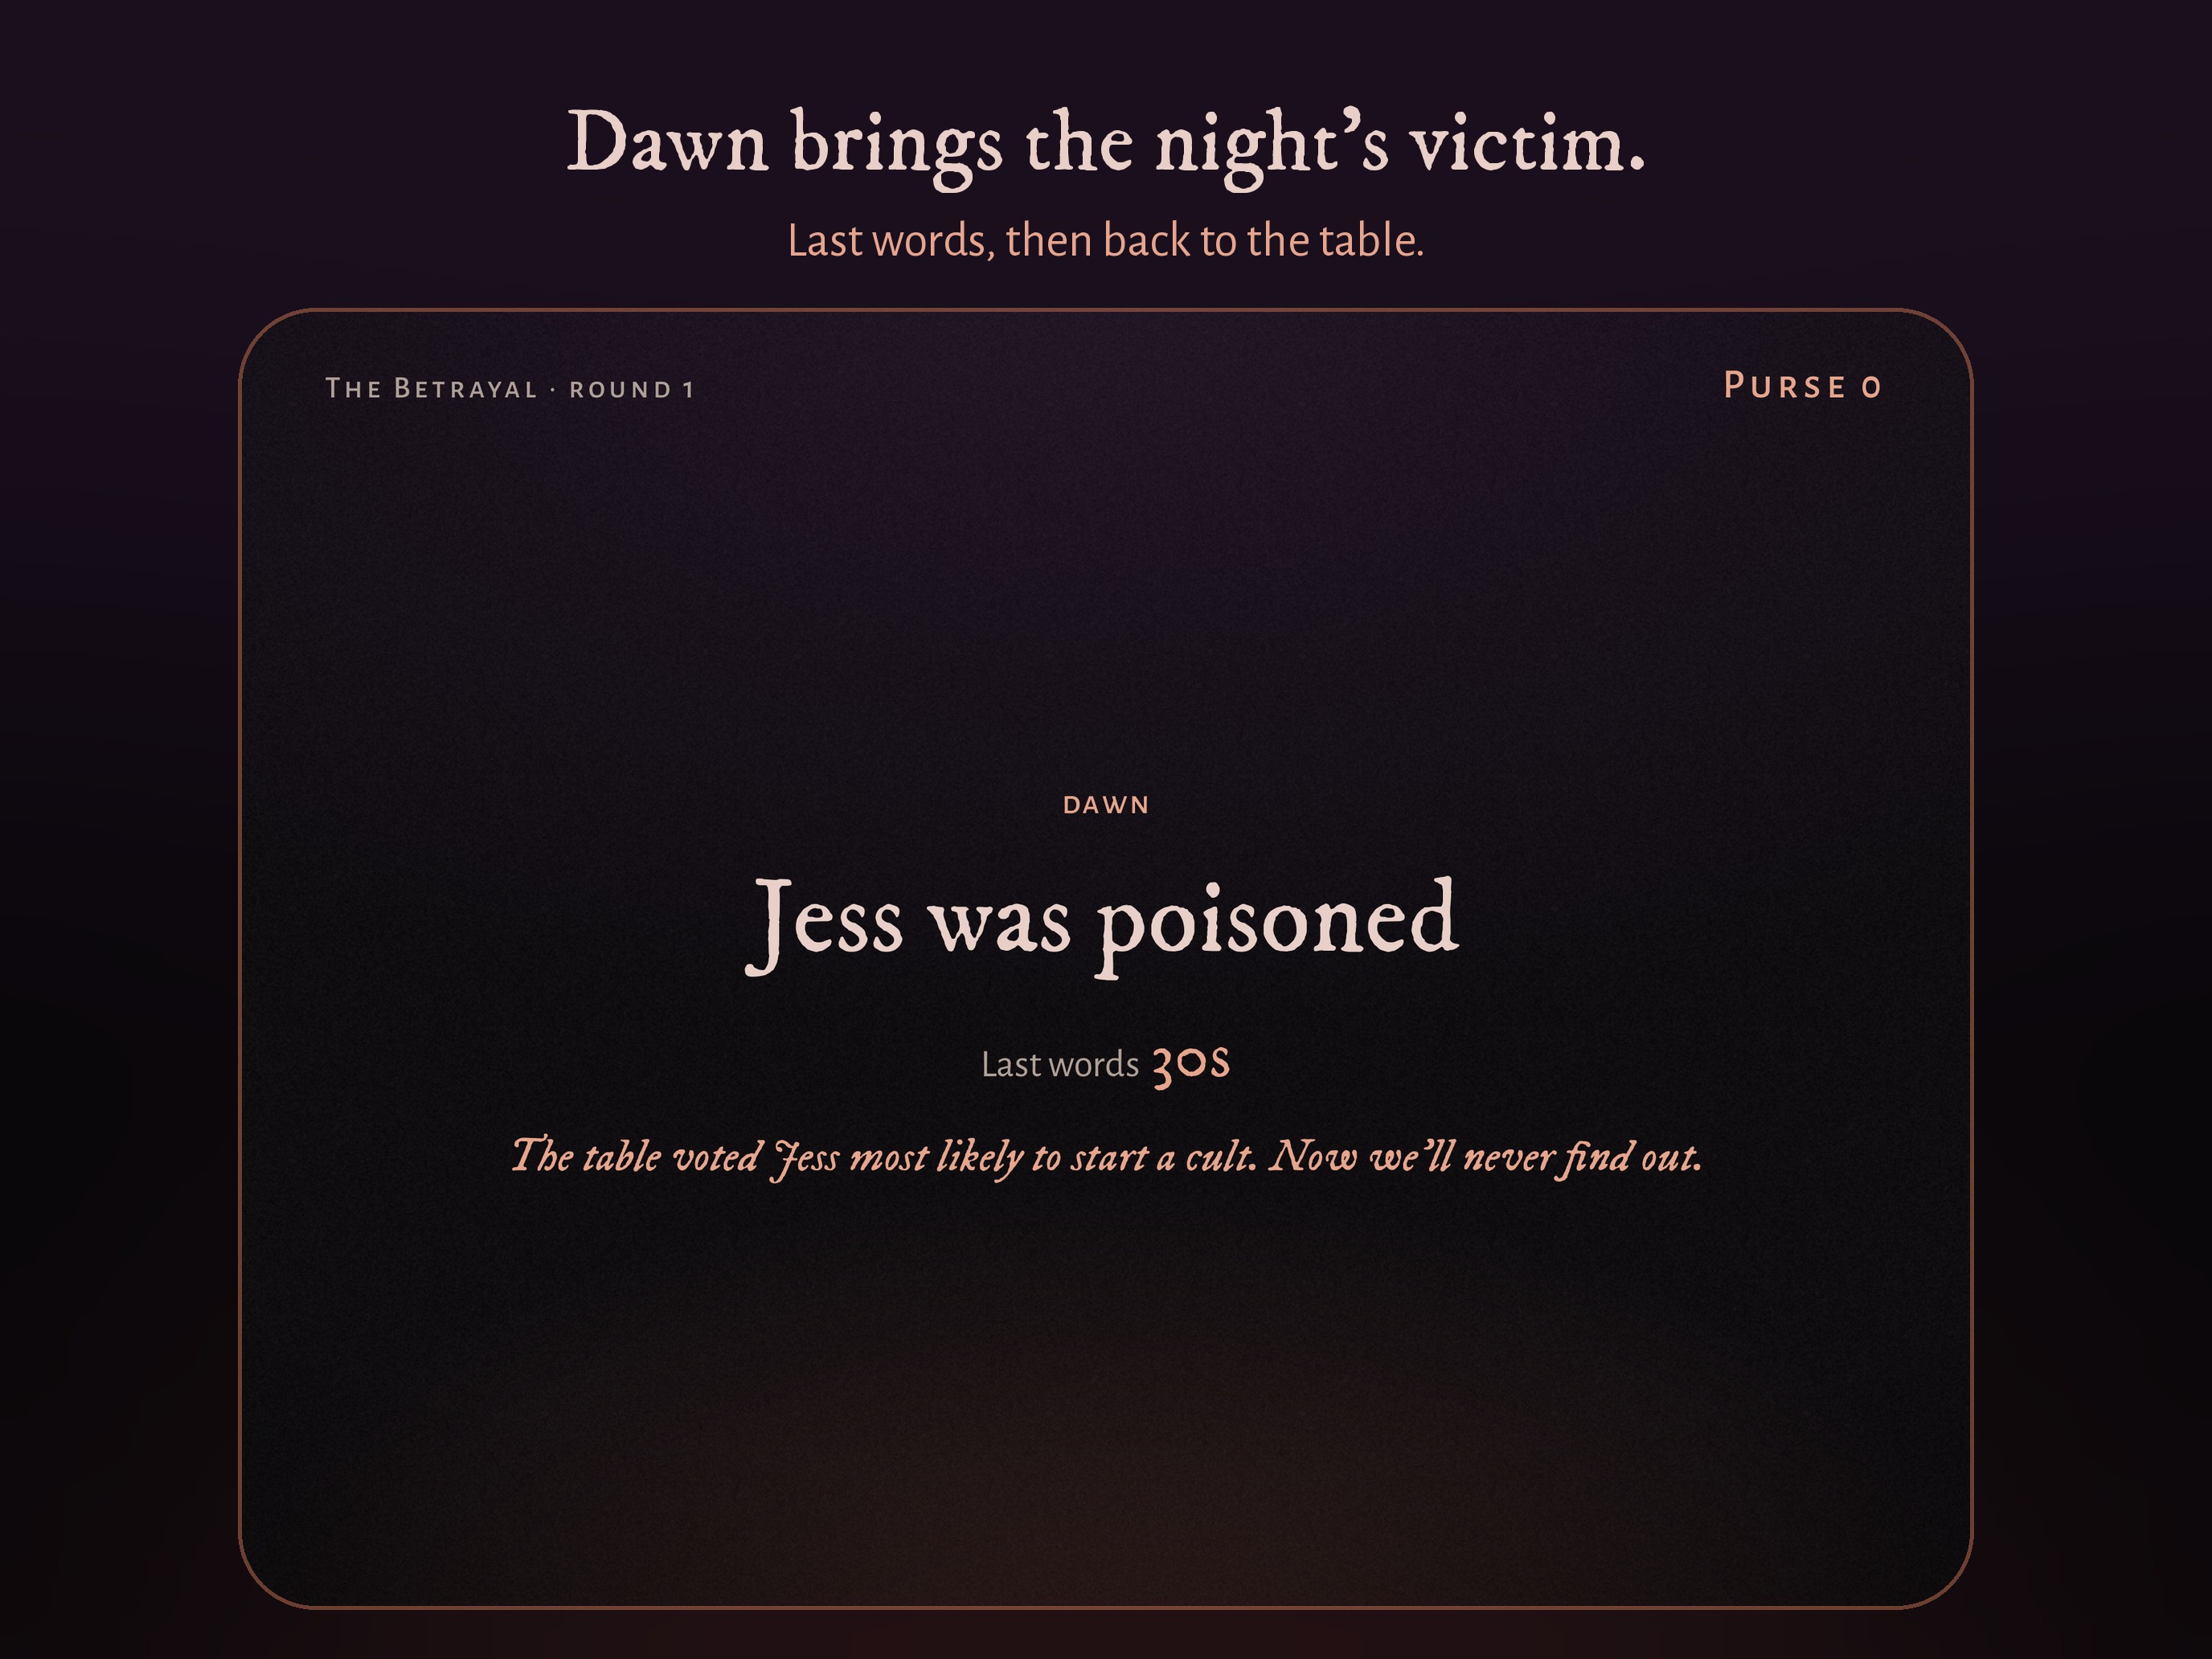 Dawn brings the night’s victim.
Last words, then back to the table.
The Betrayal · round 1
Purse 0
DAWN
Jess was poisoned
Last words 30s
The table voted Jess most likely to start a cult. Now we’ll never find out.